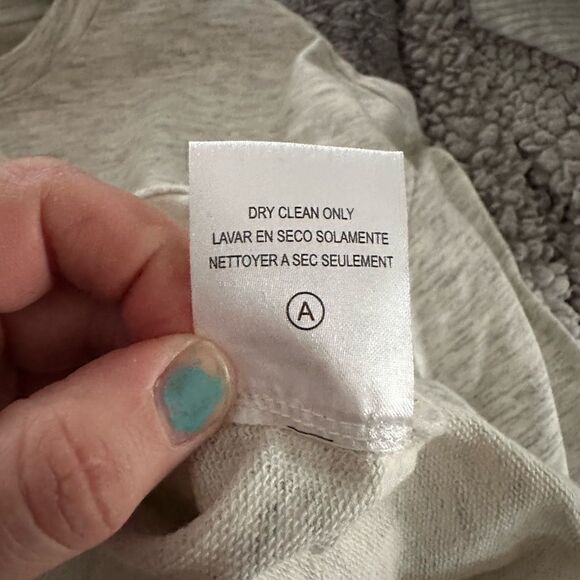 DRY CLEAN ONLY
LAVAR EN SECO SOLAMENTE
NETTOYER A SEC SEULEMENT
A